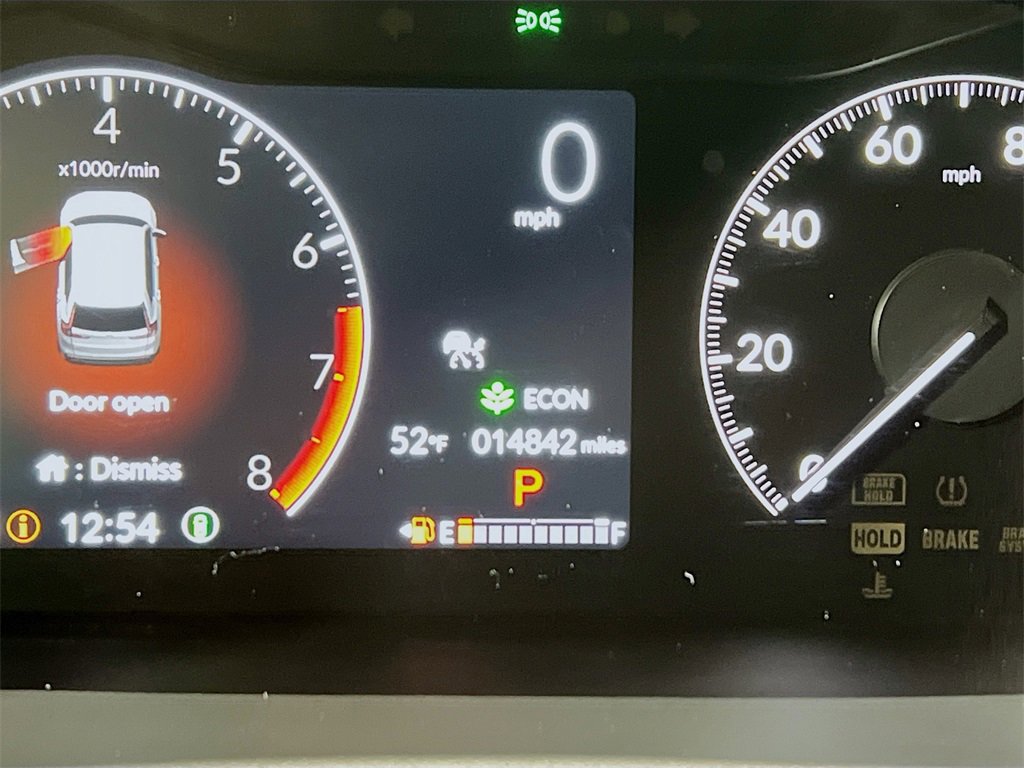 4
x1000r/min
5
6
7
8
Door open
: Dismiss
12:54
0
mph
ECON
52°F 014842 miles
P
E F
0
20
40
60
8
mph
BRAKE
HOLD
HOLD
BRAKE